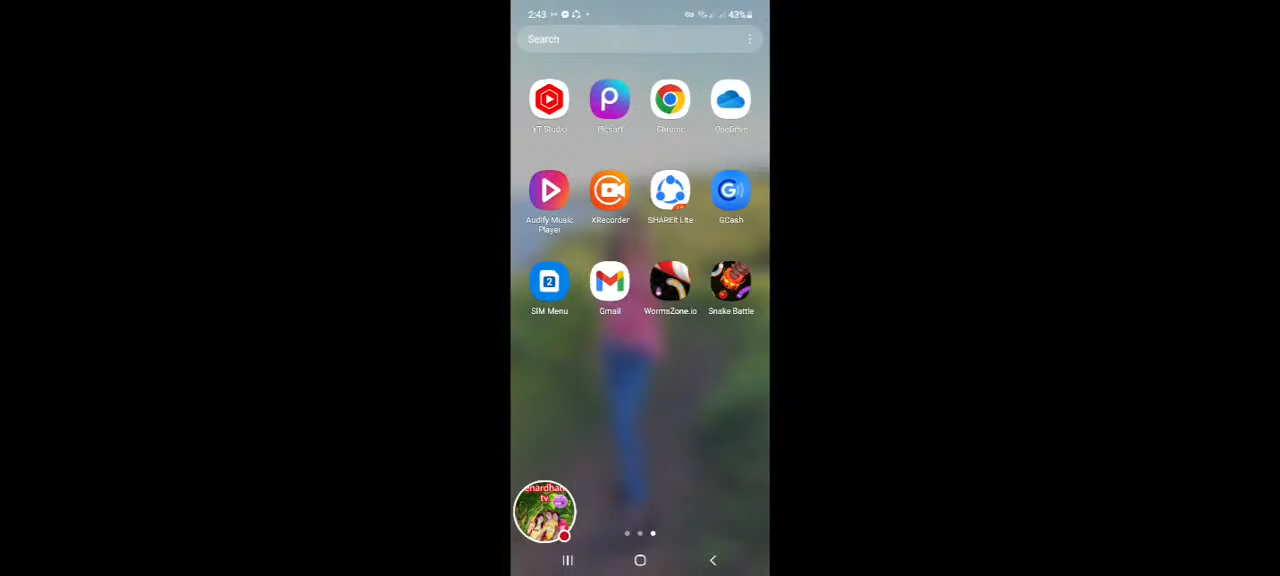 2:43
43%
Search
YT Studio
Picsart
Chrome
OneDrive
Audify Music
Player
XRecorder
SHAREit Lite
GCash
SIM Menu
Gmail
WormsZone.io
Snake Battle
tv